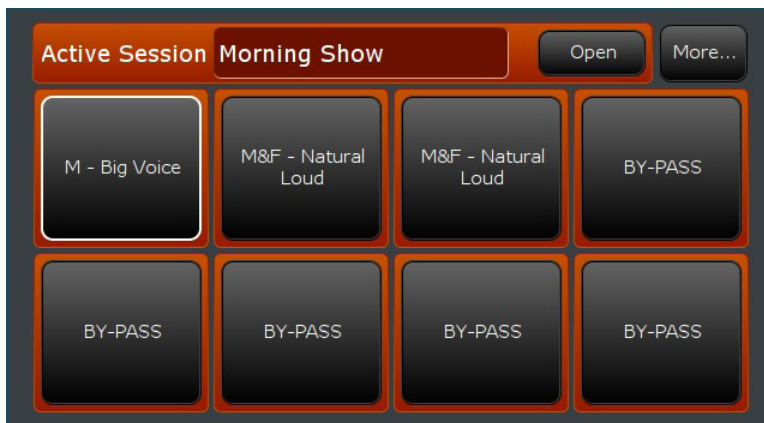 Active Session Morning Show Open More...
M - Big Voice
M&F - Natural
Loud
M&F - Natural
Loud
BY-PASS
BY-PASS
BY-PASS
BY-PASS
BY-PASS